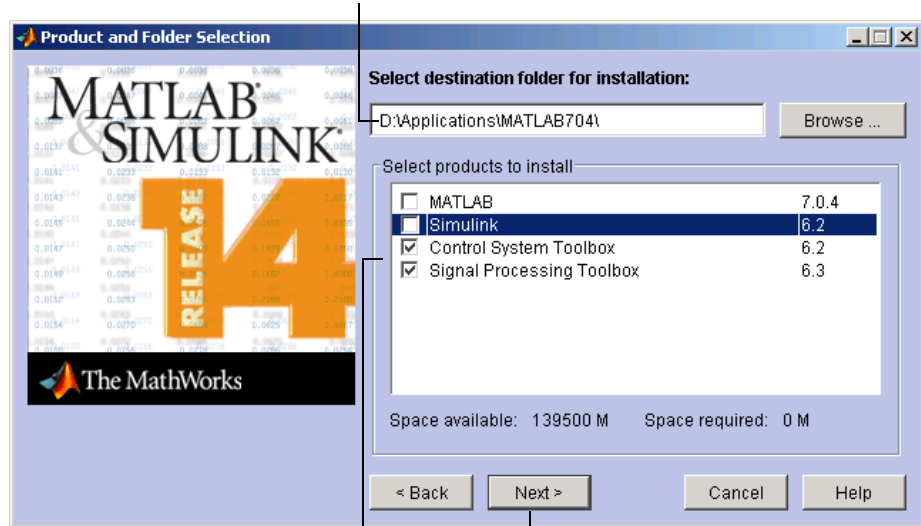 Product and Folder Selection
MATLAB®
& SIMULINK®
RELEASE
14
The MathWorks
Select destination folder for installation:
D:\Applications\MATLAB704\
Browse ...
Select products to install
MATLAB 7.0.4
Simulink 6.2
Control System Toolbox 6.2
Signal Processing Toolbox 6.3
Space available: 139500 M Space required: 0 M
< Back
Next >
Cancel
Help